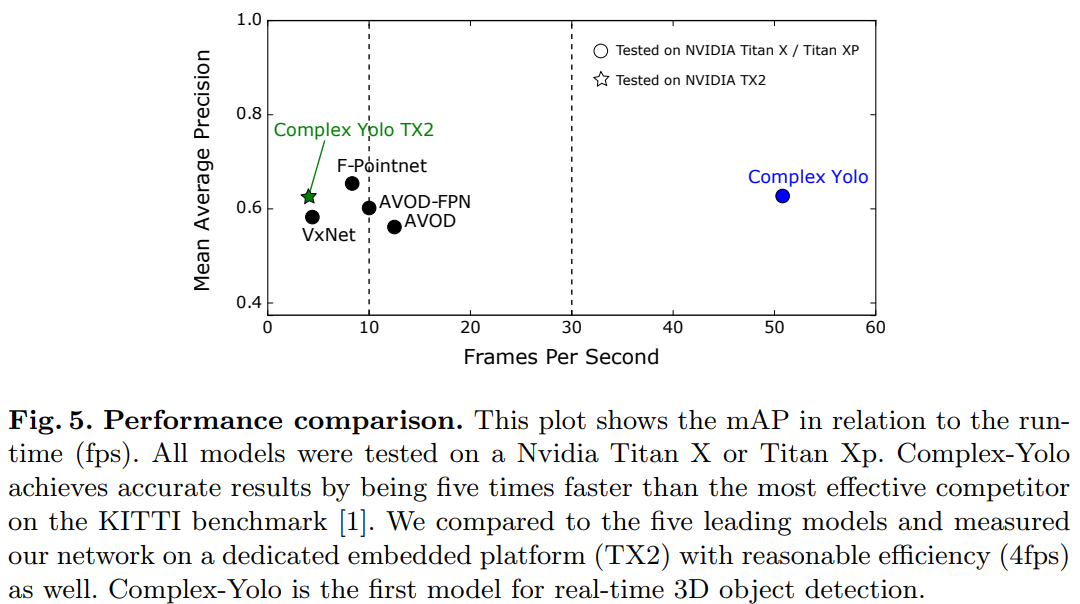 1.0
0.8
0.6
0.4
Mean Average Precision
Tested on NVIDIA Titan X / Titan XP
Tested on NVIDIA TX2
Complex Yolo TX2
F-Pointnet
AVOD-FPN
AVOD
VxNet
Complex Yolo
0 10 20 30 40 50 60
Frames Per Second
Fig. 5. Performance comparison. This plot shows the mAP in relation to the run-
time (fps). All models were tested on a Nvidia Titan X or Titan Xp. Complex-Yolo
achieves accurate results by being five times faster than the most effective competitor
on the KITTI benchmark [1]. We compared to the five leading models and measured
our network on a dedicated embedded platform (TX2) with reasonable efficiency (4fps)
as well. Complex-Yolo is the first model for real-time 3D object detection.